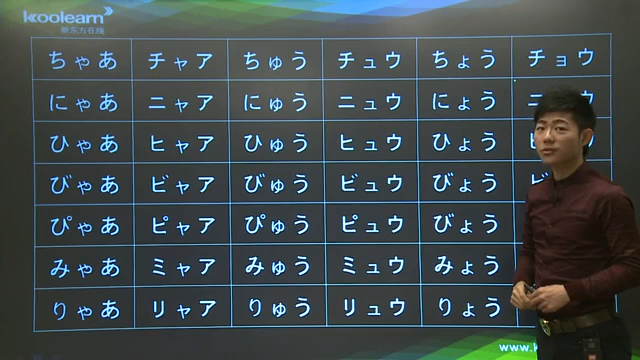 koolearn
新东方在线
ちゃあ チャア ちゅう チュウ ちょう チョウ
にゃあ ニャア にゅう ニュウ にょう
ひゃあ ヒャア ひゅう ヒュウ ひょう
びゃあ ビャア びゅう ビュウ びょう
ぴゃあ ピャア ぴゅう ピュウ びょう
みゃあ ミャア みゅう ミュウ みょう
りゃあ リャア りゅう リュウ りょう
www.k